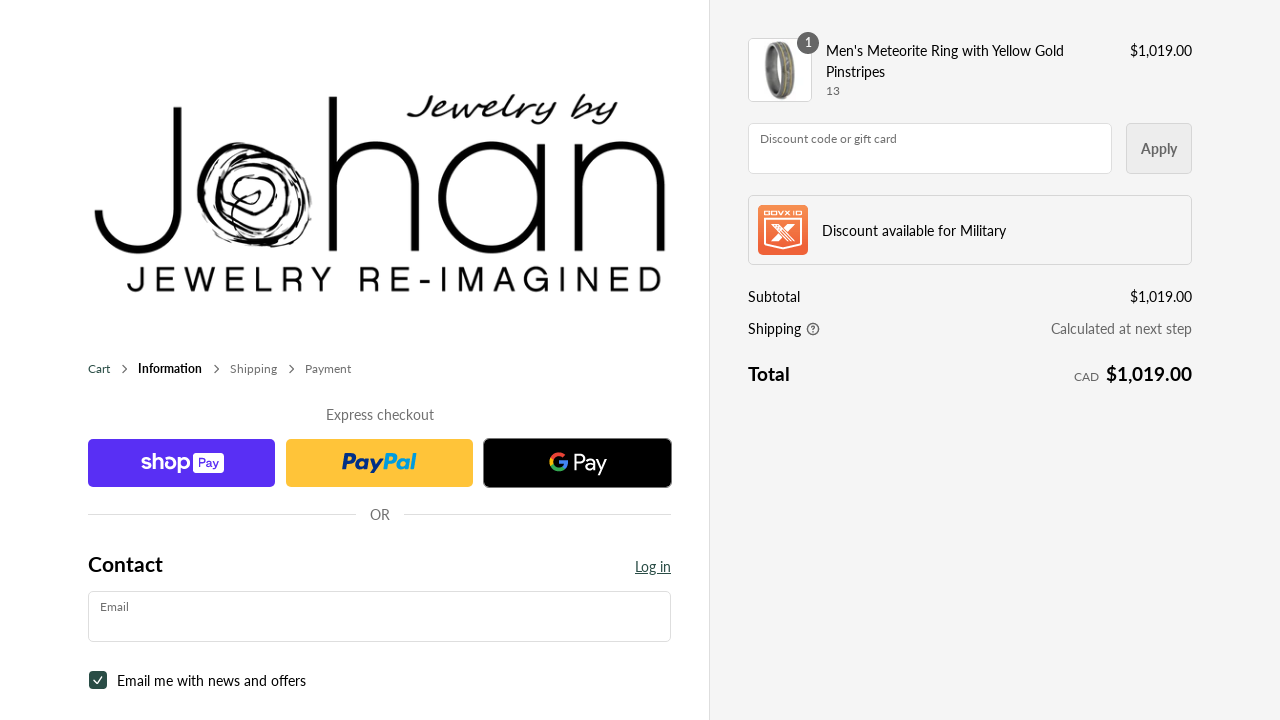 Jewelry by
Johan
JEWELRY RE-IMAGINED
Cart
Information
Shipping
Payment
Express checkout
shop Pay
PayPal
G Pay
OR
Contact
Log in
Email
Email me with news and offers
1
Men's Meteorite Ring with Yellow Gold
Pinstripes
$1,019.00
13
Discount code or gift card
Apply
GOVX ID
Discount available for Military
Subtotal
$1,019.00
Shipping
Calculated at next step
Total
CAD $1,019.00